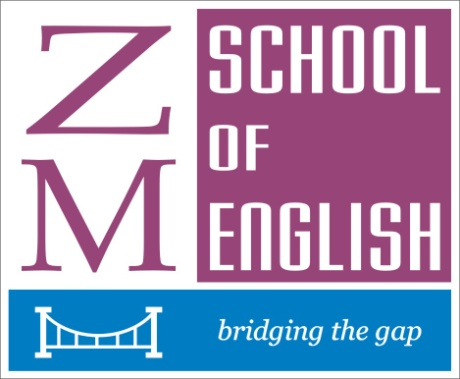 Z
M
SCHOOL
OF
ENGLISH
bridging the gap